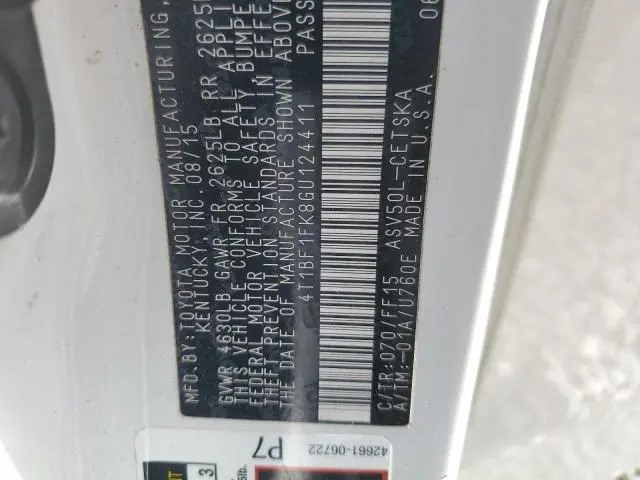 MFD.BY:TOYOTA MOTOR MANUFACTURING,
KENTUCKY, INC. 08/15
GVWR 4630LB GAWR FR 2625LB RR 2625
THIS VEHICLE CONFORMS TO ALL APPLI
FEDERAL MOTOR VEHICLE SAFETY, BUMPE
THEFT PREVENTION STANDARDS IN EFFE
THE DATE OF MANUFACTURE SHOWN ABOVE
4T1BF1FK8GU124411 PASS
C/TR:070/FF15 ASV50L-CETSKA 06
A/TM:-01A/U760E MADE IN U.S.A.
42661-06722
P7
3